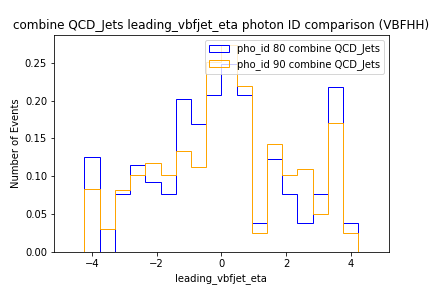 combine QCD_Jets leading_vbfjet_eta photon ID comparison (VBFHH)
pho_id 80 combine QCD_Jets
pho_id 90 combine QCD_Jets
Number of Events
0.25
0.20
0.15
0.10
0.05
0.00
−4 −2 0 2 4
leading_vbfjet_eta